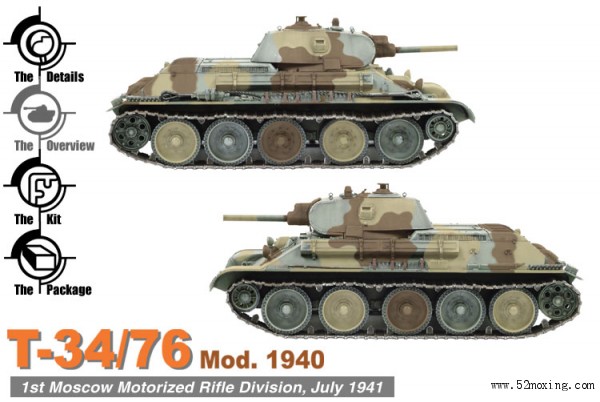 The Details
The Overview
The Kit
The Package
T-34/76 Mod. 1940
1st Moscow Motorized Rifle Division, July 1941
www.52moxing.com